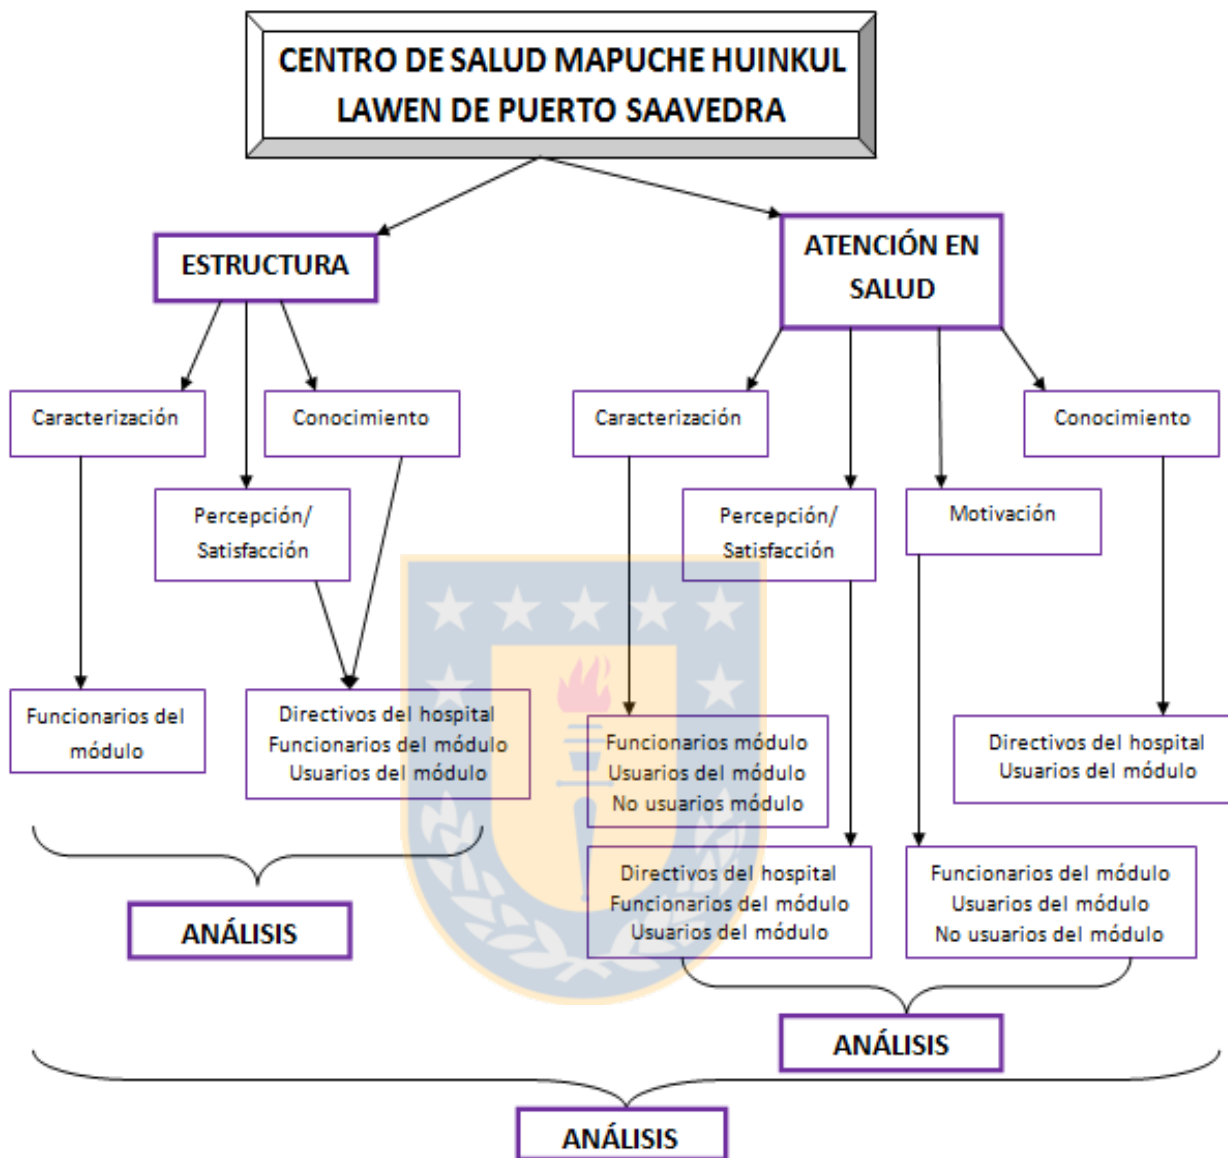 CENTRO DE SALUD MAPUCHE HUINKUL
LAWEN DE PUERTO SAAVEDRA
ESTRUCTURA
ATENCIÓN EN
SALUD
Caracterización
Conocimiento
Caracterización
Conocimiento
Percepción/
Satisfacción
Percepción/
Satisfacción
Motivación
Funcionarios del
módulo
Directivos del hospital
Funcionarios del módulo
Usuarios del módulo
Funcionarios módulo
Usuarios del módulo
No usuarios módulo
Directivos del hospital
Usuarios del módulo
Directivos del hospital
Funcionarios del módulo
Usuarios del módulo
Funcionarios del módulo
Usuarios del módulo
No usuarios del módulo
ANÁLISIS
ANÁLISIS
ANÁLISIS